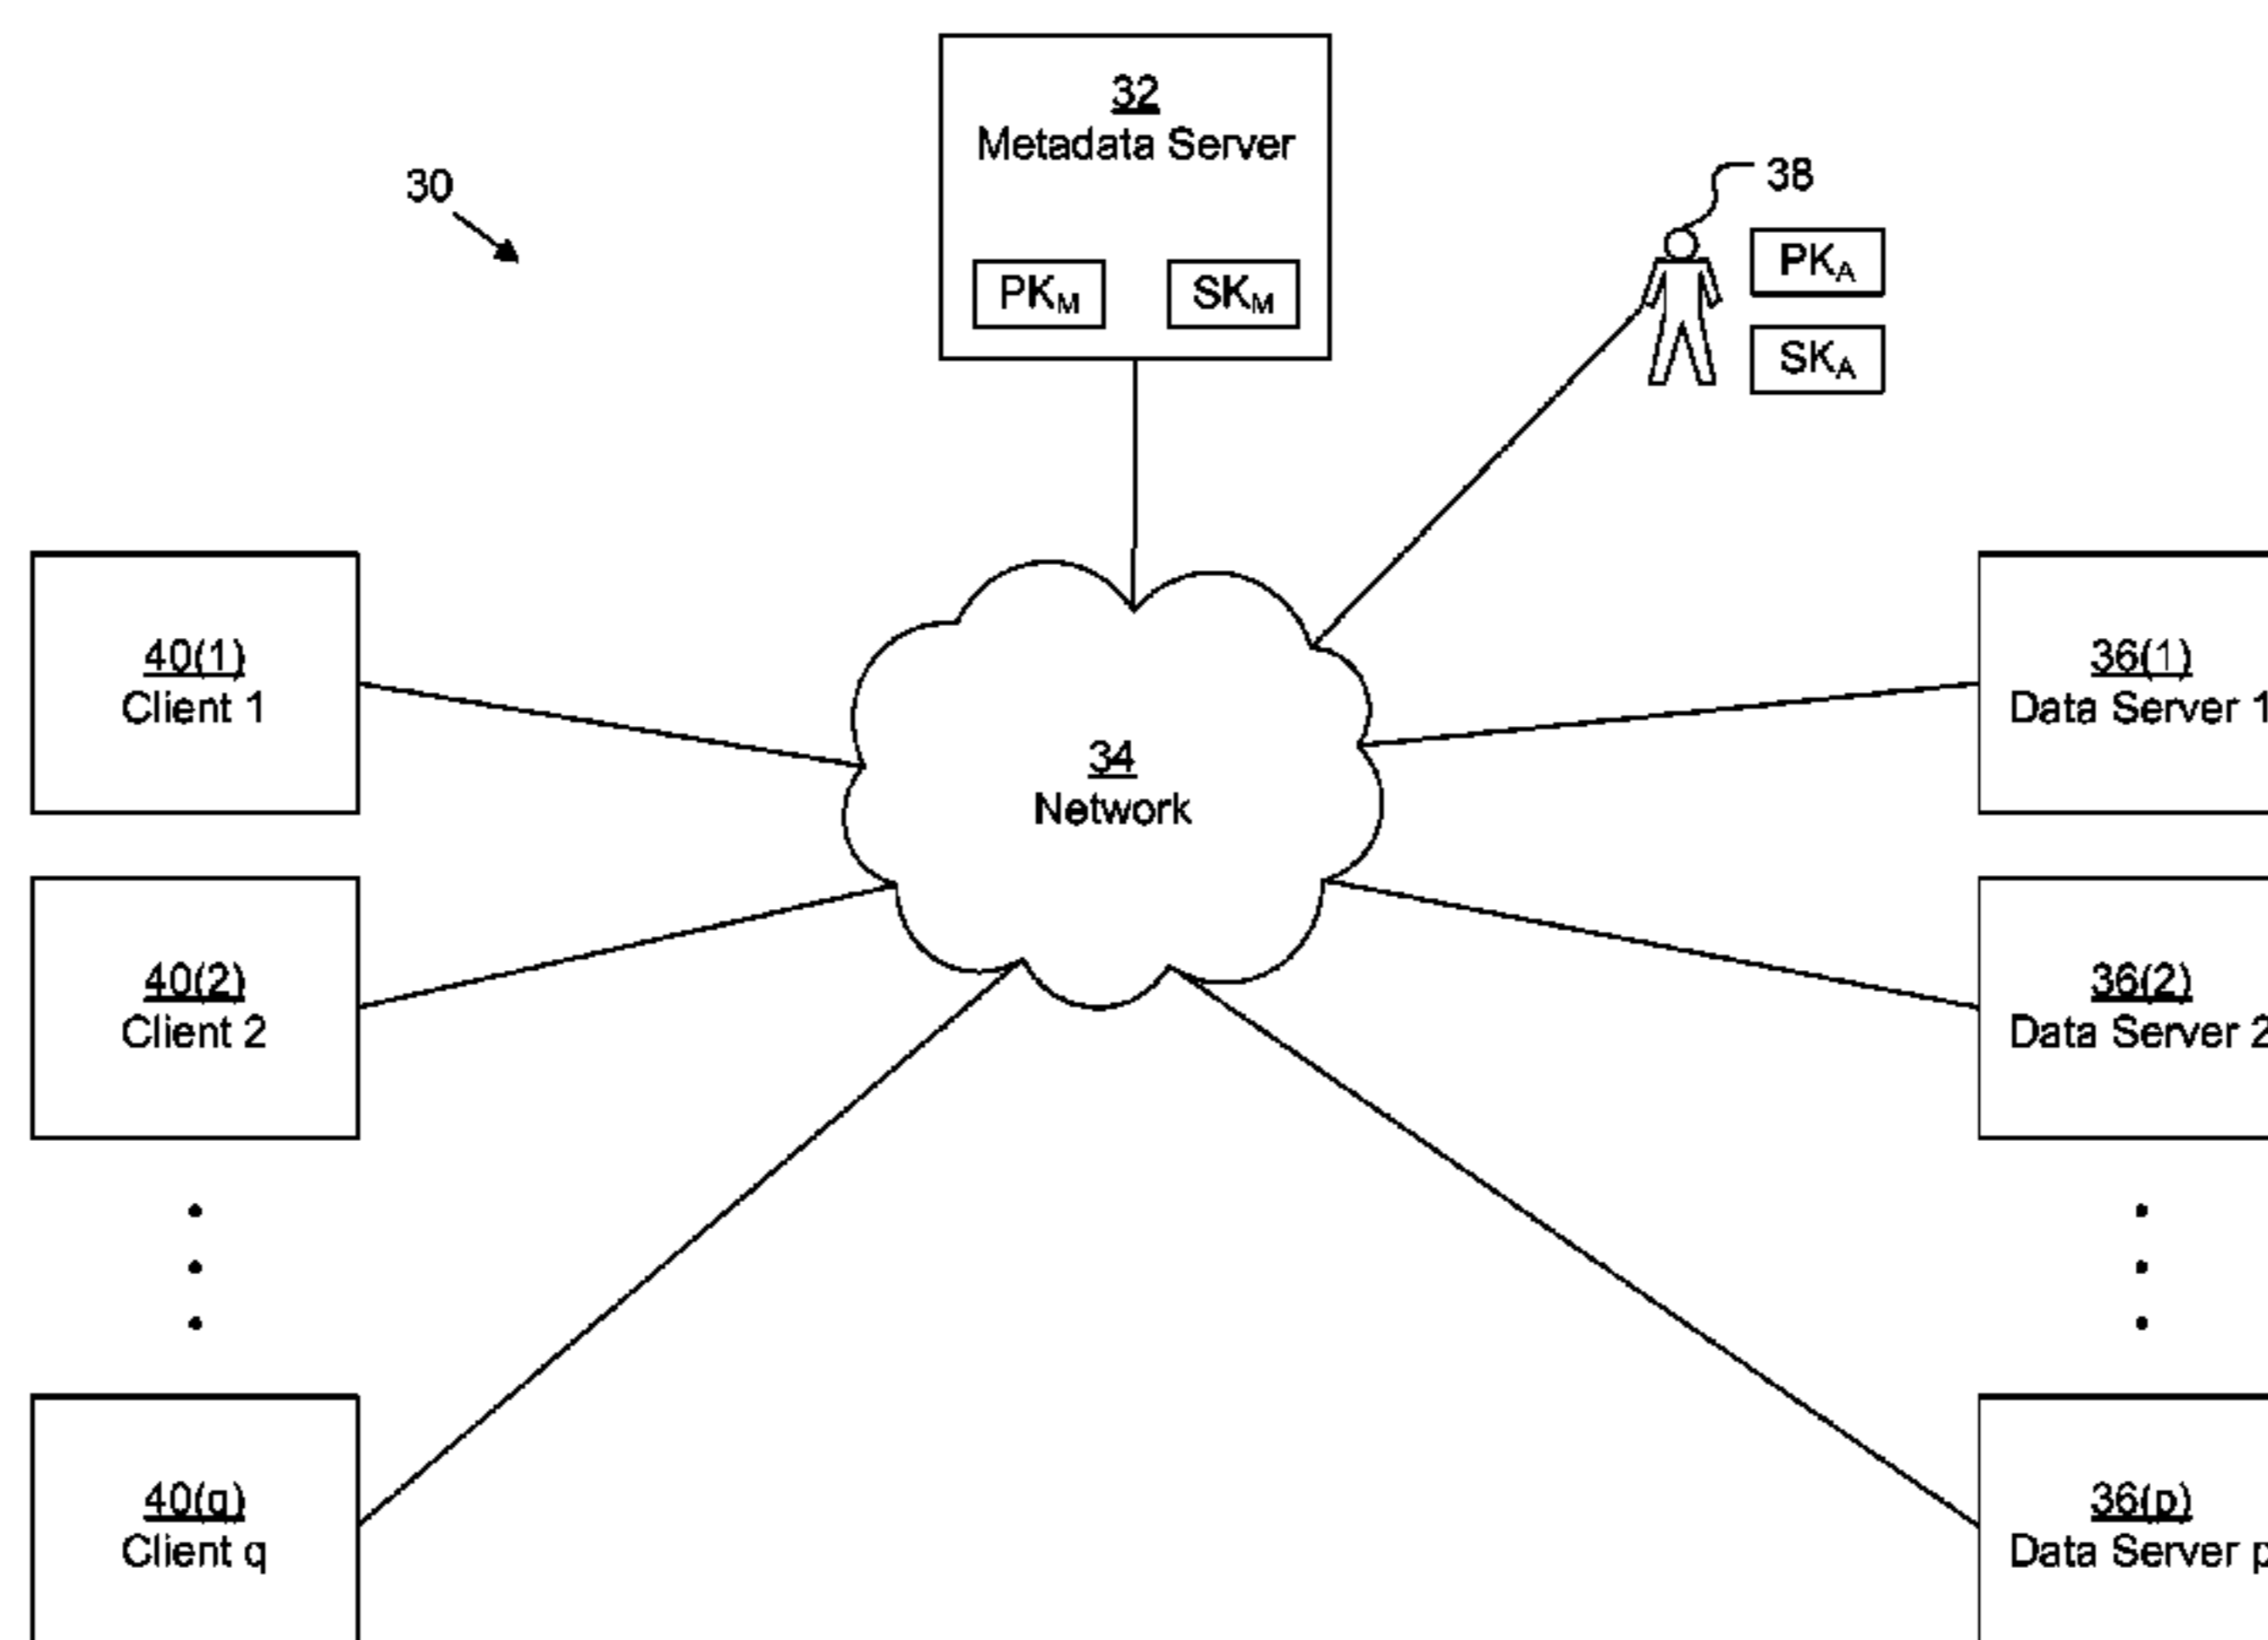 32
Metadata Server
30
38
PKM
SKM
PKA
SKA
40(1)
Client 1
36(1)
Data Server 1
34
Network
40(2)
Client 2
36(2)
Data Server 2
40(q)
Client q
36(p)
Data Server p